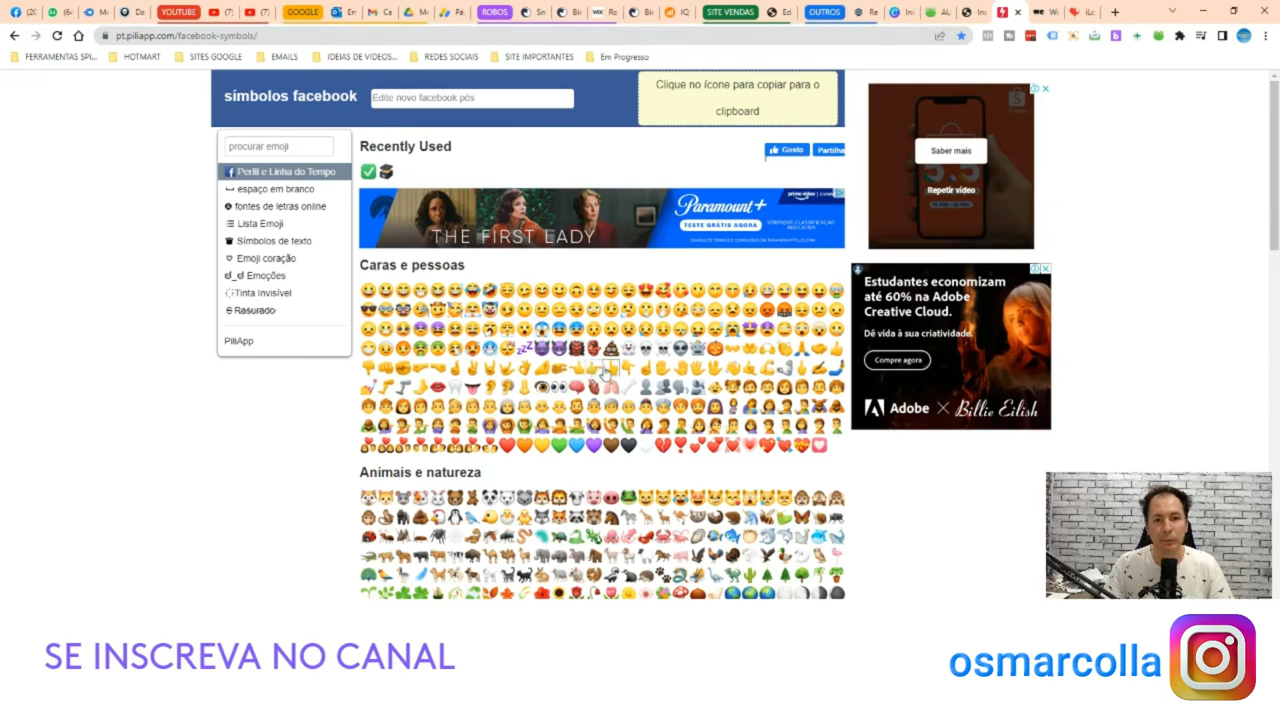 YOUTUBE
GOOGLE
ROBOS
IQ
SITE VENDAS
OUTROS
pt.piliapp.com/facebook-symbols/
FERRAMENTAS SPI...
HOTMART
SITES GOOGLE
EMAILS
IDEIAS DE VIDEOS...
REDES SOCIAIS
SITE IMPORTANTES
Em Progresso
símbolos facebook
Edite novo facebook pós
Clique no ícone para copiar para o
clipboard
procurar emoji
Perfil e Linha do Tempo
espaço em branco
fontes de letras online
Lista Emoji
Símbolos de texto
Emoji coração
Emoções
Tinta Invisível
Rasurado
PiliApp
Recently Used
Gosto
Partilha
THE FIRST LADY
Paramount+
TESTE GRÁTIS AGORA
prime video
Caras e pessoas
Animais e natureza
Saber mais
Repetir vídeo
Estudantes economizam
até 60% na Adobe
Creative Cloud.
Dê vida à sua criatividade.
Compre agora
Adobe × Billie Eilish
SE INSCREVA NO CANAL
osmarcolla